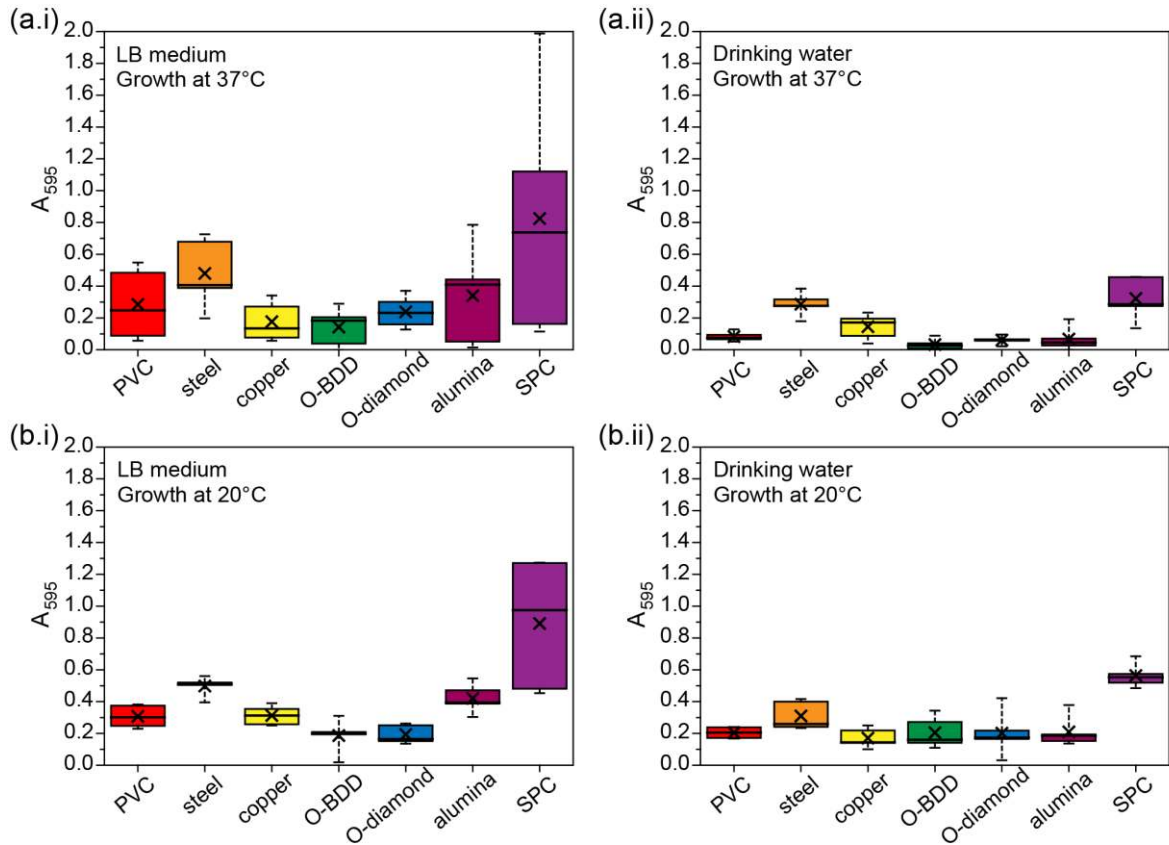 (a.i)
LB medium
Growth at 37°C
A595
2.0
1.8
1.6
1.4
1.2
1.0
0.8
0.6
0.4
0.2
0.0
PVC
steel
copper
O-BDD
O-diamond
alumina
SPC
(a.ii)
Drinking water
Growth at 37°C
A595
2.0
1.8
1.6
1.4
1.2
1.0
0.8
0.6
0.4
0.2
0.0
PVC
steel
copper
O-BDD
O-diamond
alumina
SPC
(b.i)
LB medium
Growth at 20°C
A595
2.0
1.8
1.6
1.4
1.2
1.0
0.8
0.6
0.4
0.2
0.0
PVC
steel
copper
O-BDD
O-diamond
alumina
SPC
(b.ii)
Drinking water
Growth at 20°C
A595
2.0
1.8
1.6
1.4
1.2
1.0
0.8
0.6
0.4
0.2
0.0
PVC
steel
copper
O-BDD
O-diamond
alumina
SPC